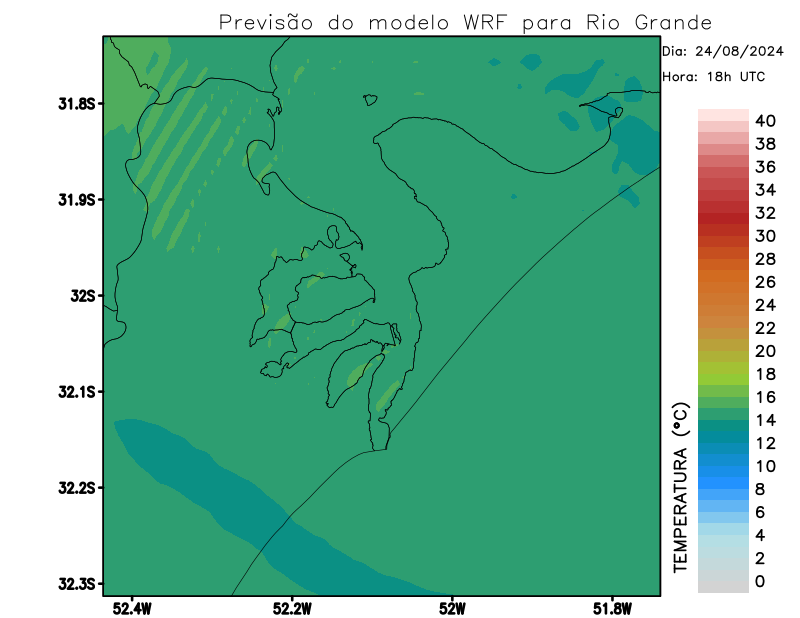 Previsão do modelo WRF para Rio Grande
Dia: 24/08/2024
Hora: 18h UTC
31.8S
31.9S
32S
32.1S
32.2S
32.3S
52.4W
52.2W
52W
51.8W
TEMPERATURA (°C)
40
38
36
34
32
30
28
26
24
22
20
18
16
14
12
10
8
6
4
2
0